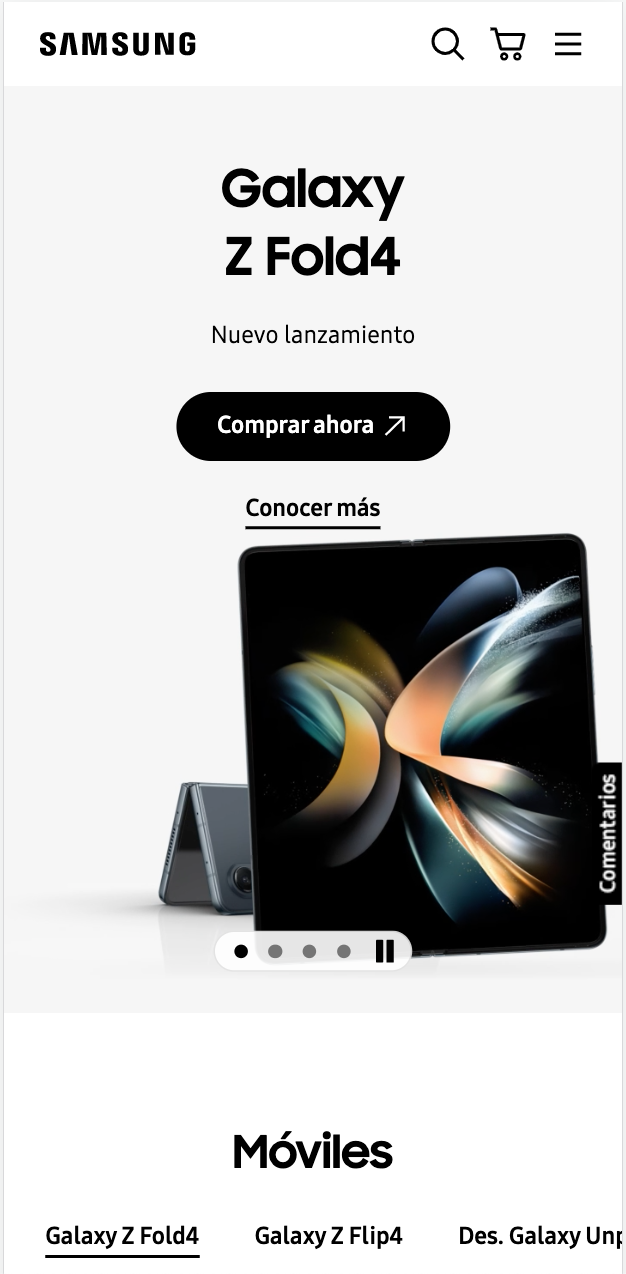 SAMSUNG
Galaxy
Z Fold4
Nuevo lanzamiento
Comprar ahora
Conocer más
Comentarios
Móviles
Galaxy Z Fold4 Galaxy Z Flip4 Des. Galaxy Unp